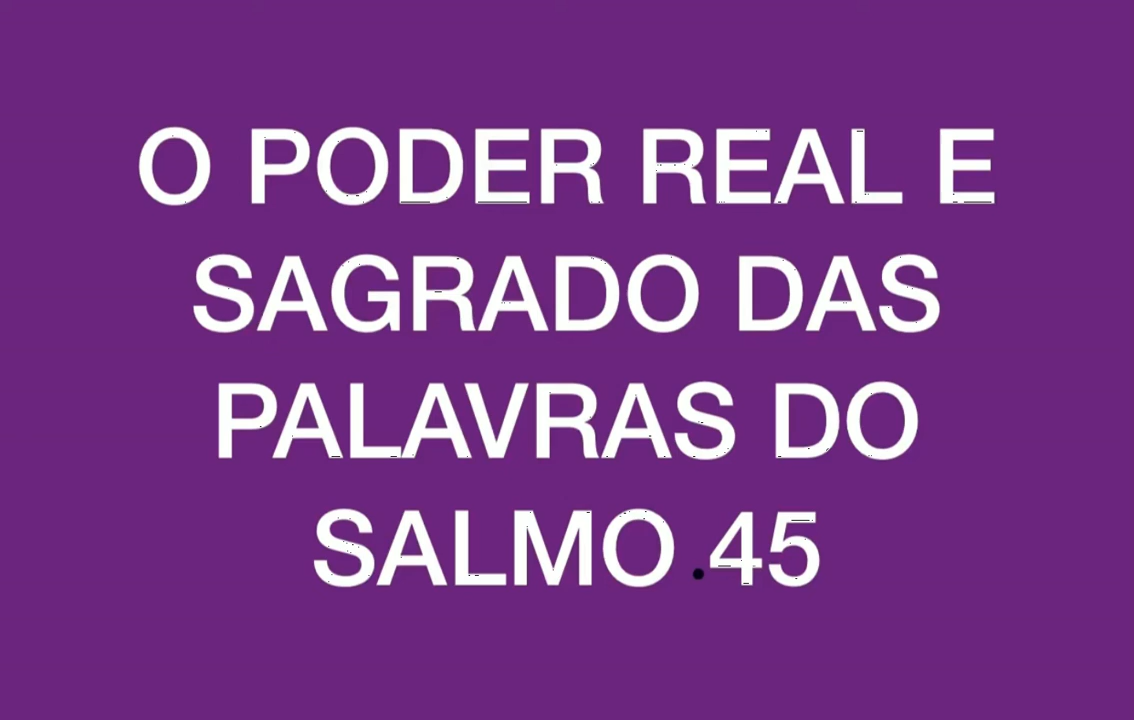 O PODER REAL E
SAGRADO DAS
PALAVRAS DO
SALMO .45